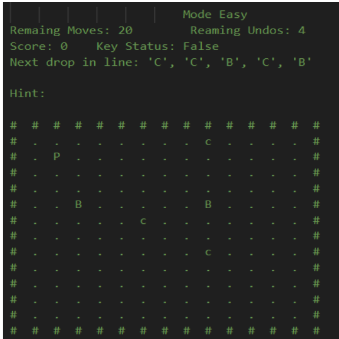 Mode Easy
Remaing Moves: 20 Reaming Undos: 4
Score: 0 Key Status: False
Next drop in line: 'C', 'C', 'B', 'C', 'B'
Hint:
# # # # # # # # # # # # # # #
# . . . . . . . . c . . . . #
# . P . . . . . . . . . . . #
# . . . . . . . . . . . . . #
# . . . . . . . . . . . . . #
# . . B . . . . . B . . . . #
# . . . . . c . . . . . . . #
# . . . . . . . . . . . . . #
# . . . . . . . . c . . . . #
# . . . . . . . . . . . . . #
# . . . . . . . . . . . . . #
# . . . . . . . . . . . . . #
# . . . . . . . . . . . . . #
# # # # # # # # # # # # # # #